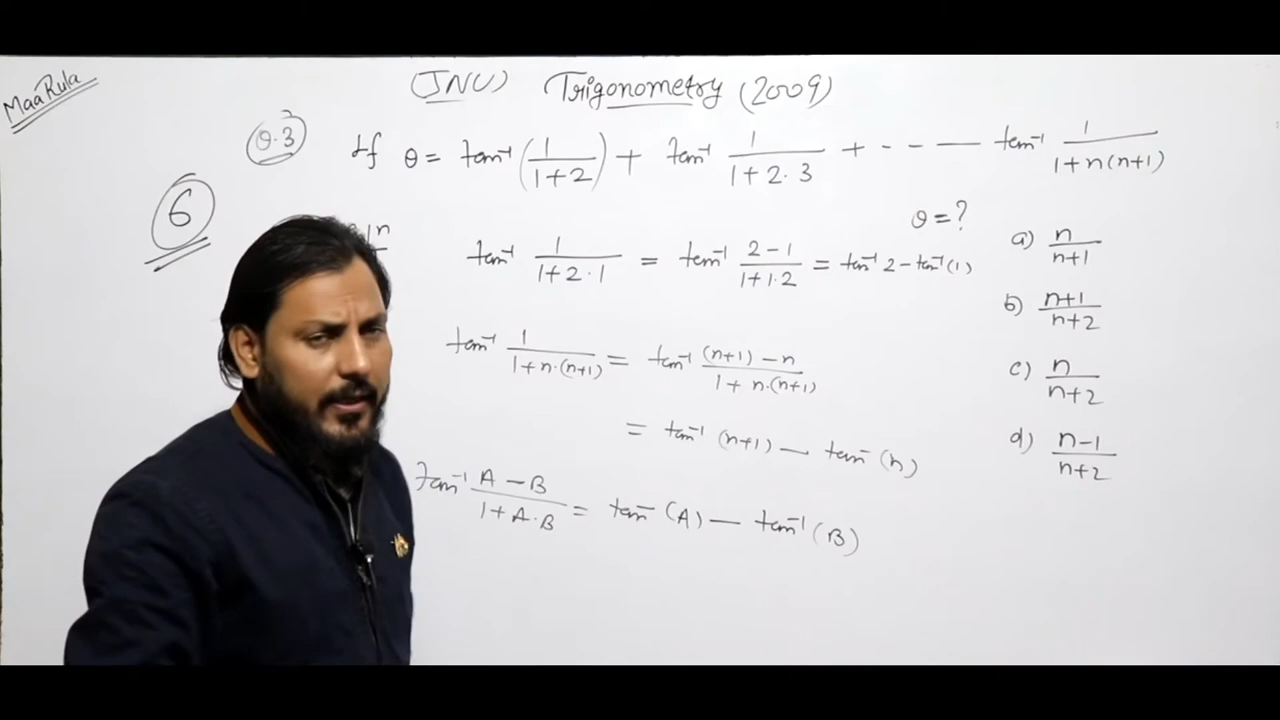 MaaRula
(JNU) Trigonometry (2009)
Q.3 If θ = tan⁻¹(1/(1+2)) + tan⁻¹ 1/(1+2·3) + - - — tan⁻¹ 1/(1+n(n+1))
6
θ = ?
n
tan⁻¹ 1/(1+2·1) = tan⁻¹ (2-1)/(1+1·2) = tan⁻¹ 2 - tan⁻¹(1)
a) n/(n+1)
b) (n+1)/(n+2)
tan⁻¹ 1/(1+n·(n+1)) = tan⁻¹ ((n+1) - n)/(1+n·(n+1))
c) n/(n+2)
= tan⁻¹ (n+1) — tan⁻ (n)
d) (n-1)/(n+2)
tan⁻¹ (A-B)/(1+A·B) = tan⁻ (A) — tan⁻¹ (B)